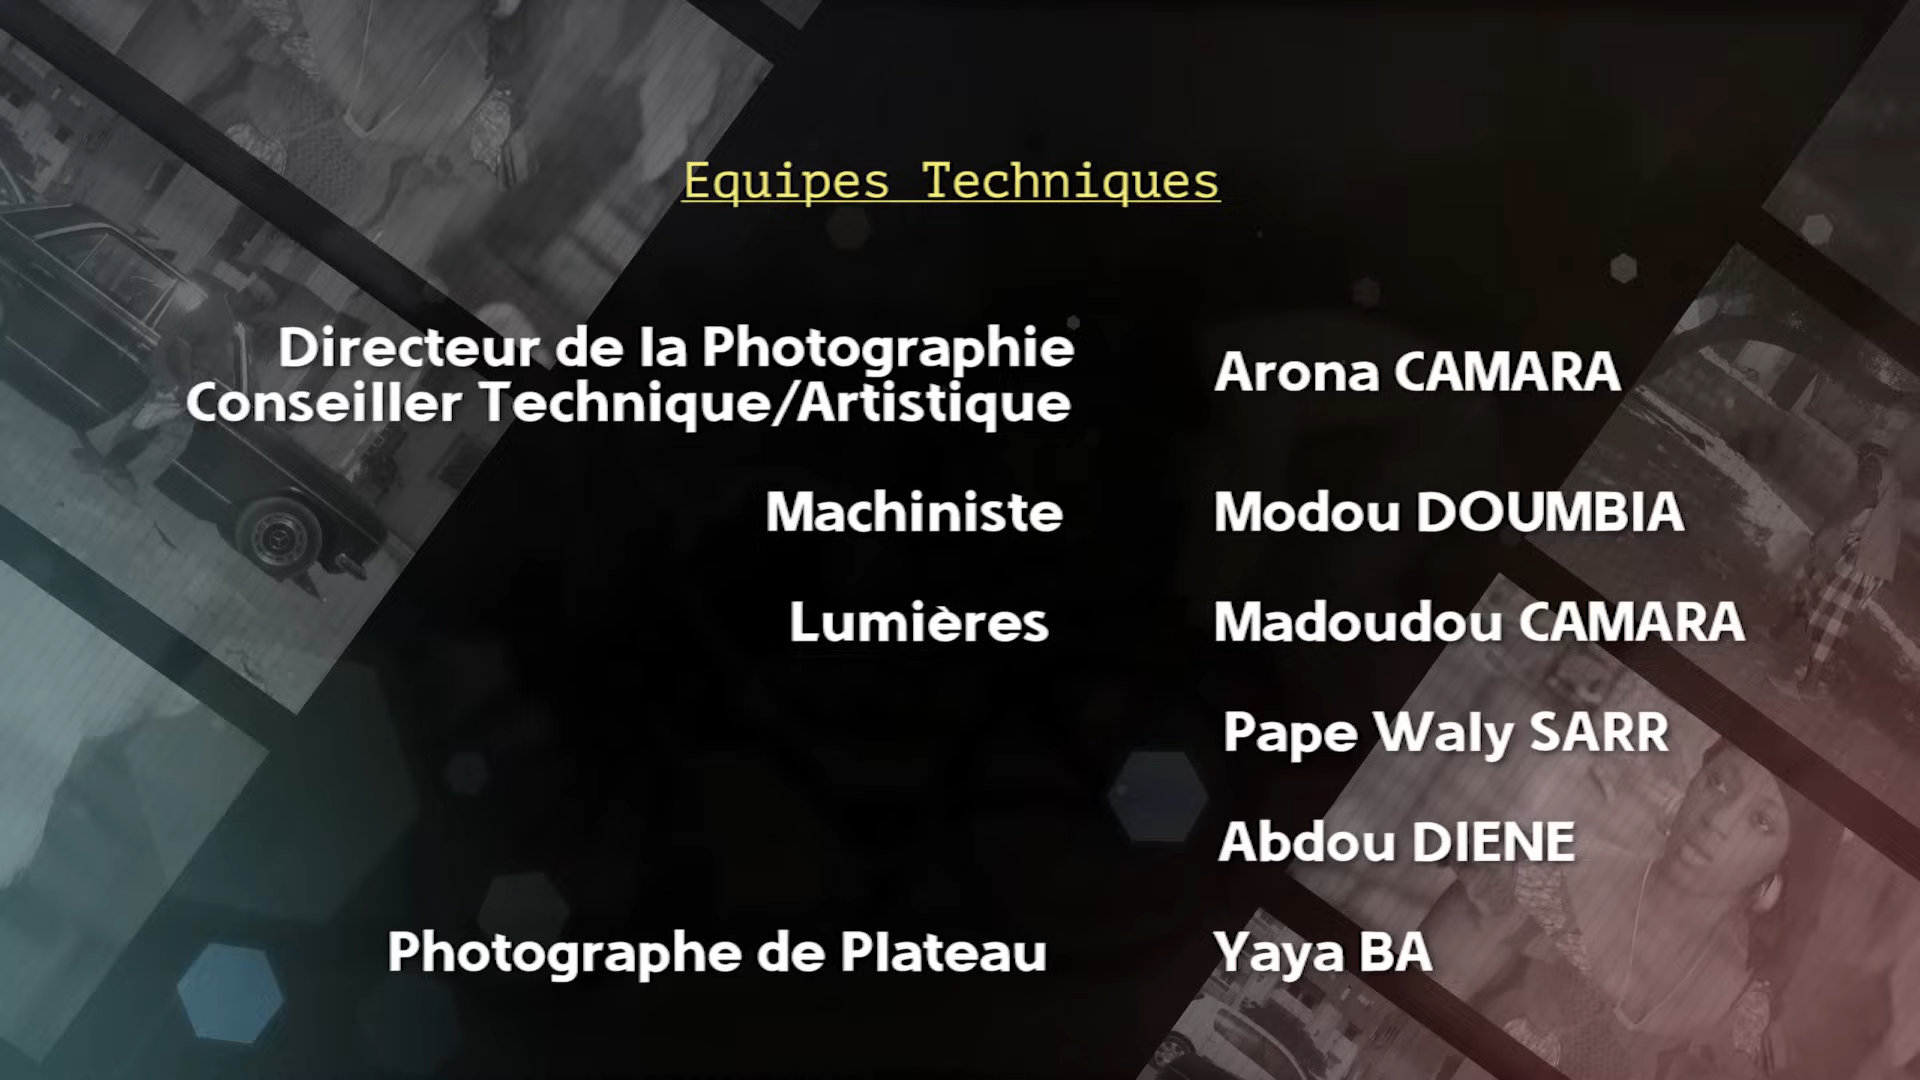 Equipes Techniques
Directeur de la Photographie
Conseiller Technique/Artistique
Arona CAMARA
Machiniste Modou DOUMBIA
Lumières Madoudou CAMARA
Pape Waly SARR
Abdou DIENE
Photographe de Plateau Yaya BA